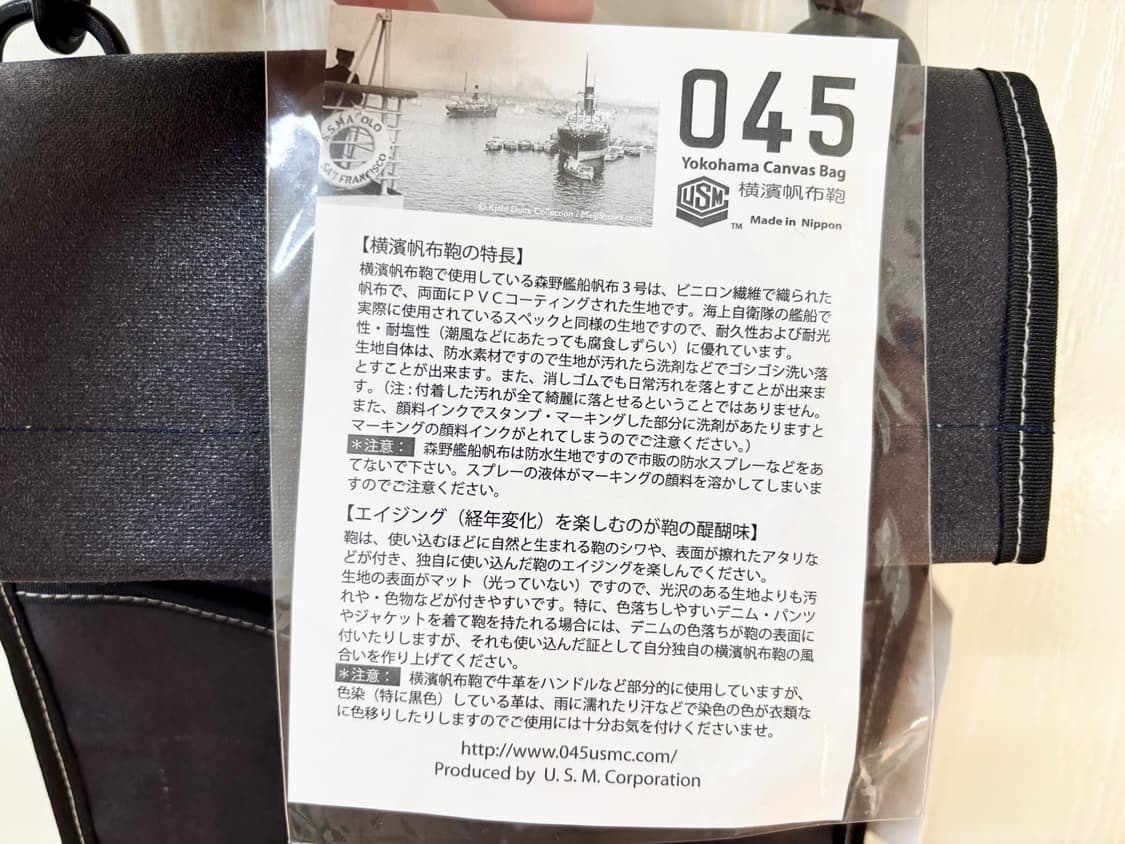 045
Yokohama Canvas Bag
USMC 横濱帆布鞄
TM Made in Nippon
SAN FRANCISCO
© Kjeld Duits Collection / MeijiShowa.com
【横濱帆布鞄の特長】
横濱帆布鞄で使用している森野艦船帆布3号は、ビニロン繊維で織られた
帆布で、両面にPVCコーティングされた生地です。海上自衛隊の艦船で
実際に使用されているスペックと同様の生地ですので、耐久性および耐光
性・耐塩性（潮風などにあたっても腐食しずらい）に優れています。
生地自体は、防水素材ですので生地が汚れたら洗剤などでゴシゴシ洗い落
とすことが出来ます。また、消しゴムでも日常汚れを落とすことが出来ま
す。（注:付着した汚れが全て綺麗に落とせるということではありません。
また、顔料インクでスタンプ・マーキングした部分に洗剤があたりますと
マーキングの顔料インクがとれてしまうのでご注意ください。）
＊注意： 森野艦船帆布は防水生地ですので市販の防水スプレーなどをあ
てないで下さい。スプレーの液体がマーキングの顔料を溶かしてしまいま
すのでご注意ください。
【エイジング（経年変化）を楽しむのが鞄の醍醐味】
鞄は、使い込むほどに自然と生まれる鞄のシワや、表面が擦れたアタリな
どが付き、独自に使い込んだ鞄のエイジングを楽しんでください。
生地の表面がマット（光っていない）ですので、光沢のある生地よりも汚
れや・色物などが付きやすいです。特に、色落ちしやすいデニム・パンツ
やジャケットを着て鞄を持たれる場合には、デニムの色落ちが鞄の表面に
付いたりしますが、それも使い込んだ証として自分独自の横濱帆布鞄の風
合いを作り上げてください。
＊注意： 横濱帆布鞄で牛革をハンドルなど部分的に使用していますが、
色染（特に黒色）している革は、雨に濡れたり汗などで染色の色が衣類な
に色移りしたりしますのでご使用には十分お気を付けくださいませ。
http://www.045usmc.com/
Produced by U. S. M. Corporation